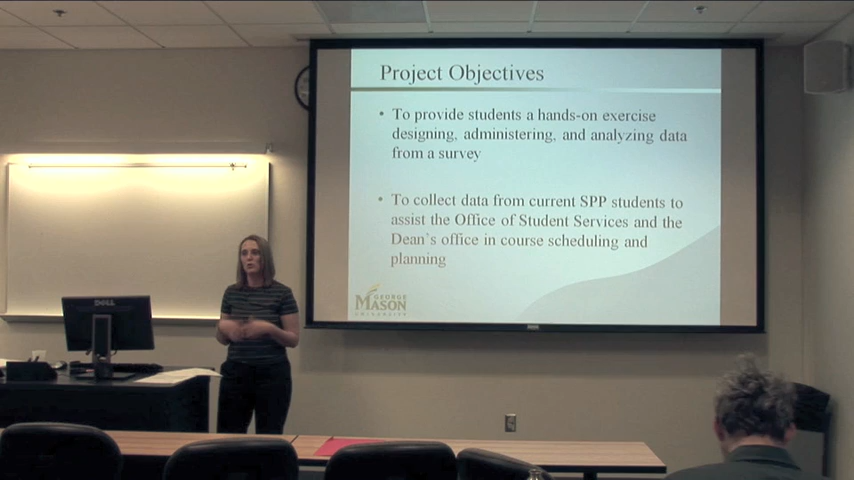 Project Objectives
• To provide students a hands-on exercise
designing, administering, and analyzing data
from a survey
• To collect data from current SPP students to
assist the Office of Student Services and the
Dean's office in course scheduling and
planning
GEORGE
MASON
UNIVERSITY
DELL